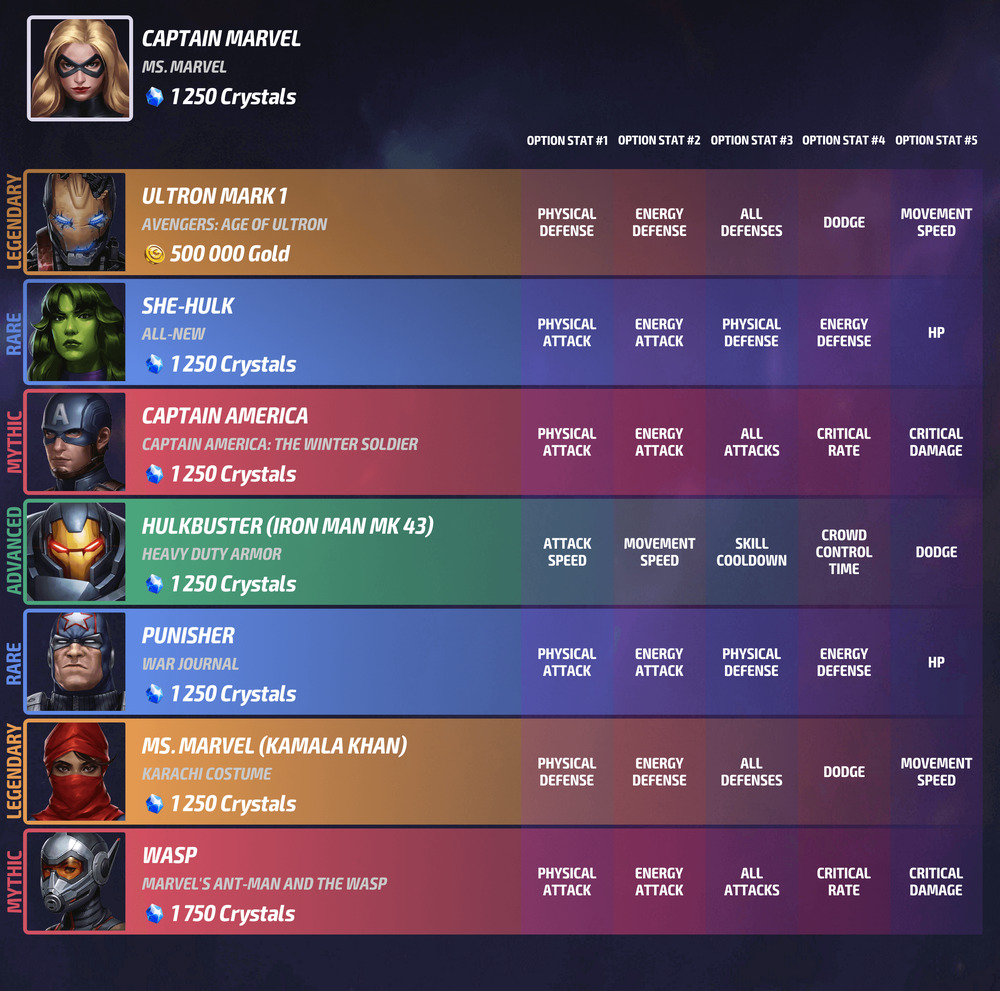 CAPTAIN MARVEL
MS. MARVEL
1 250 Crystals
OPTION STAT #1 OPTION STAT #2 OPTION STAT #3 OPTION STAT #4 OPTION STAT #5
LEGENDARY
ULTRON MARK 1
AVENGERS: AGE OF ULTRON
500 000 Gold
PHYSICAL
DEFENSE
ENERGY
DEFENSE
ALL
DEFENSES
DODGE
MOVEMENT
SPEED
RARE
SHE-HULK
ALL-NEW
1 250 Crystals
PHYSICAL
ATTACK
ENERGY
ATTACK
PHYSICAL
DEFENSE
ENERGY
DEFENSE
HP
MYTHIC
A
CAPTAIN AMERICA
CAPTAIN AMERICA: THE WINTER SOLDIER
1 250 Crystals
PHYSICAL
ATTACK
ENERGY
ATTACK
ALL
ATTACKS
CRITICAL
RATE
CRITICAL
DAMAGE
ADVANCED
HULKBUSTER (IRON MAN MK 43)
HEAVY DUTY ARMOR
1 250 Crystals
ATTACK
SPEED
MOVEMENT
SPEED
SKILL
COOLDOWN
CROWD
CONTROL
TIME
DODGE
RARE
PUNISHER
WAR JOURNAL
1 250 Crystals
PHYSICAL
ATTACK
ENERGY
ATTACK
PHYSICAL
DEFENSE
ENERGY
DEFENSE
HP
LEGENDARY
MS. MARVEL (KAMALA KHAN)
KARACHI COSTUME
1 250 Crystals
PHYSICAL
DEFENSE
ENERGY
DEFENSE
ALL
DEFENSES
DODGE
MOVEMENT
SPEED
MYTHIC
WASP
MARVEL'S ANT-MAN AND THE WASP
1 750 Crystals
PHYSICAL
ATTACK
ENERGY
ATTACK
ALL
ATTACKS
CRITICAL
RATE
CRITICAL
DAMAGE